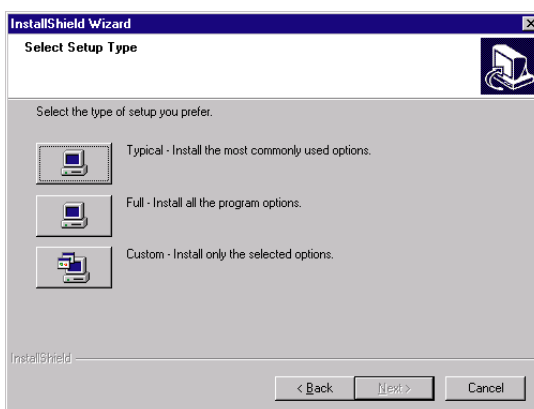 InstallShield Wizard
Select Setup Type
Select the type of setup you prefer.
Typical - Install the most commonly used options.
Full - Install all the program options.
Custom - Install only the selected options.
InstallShield
< Back
Next >
Cancel